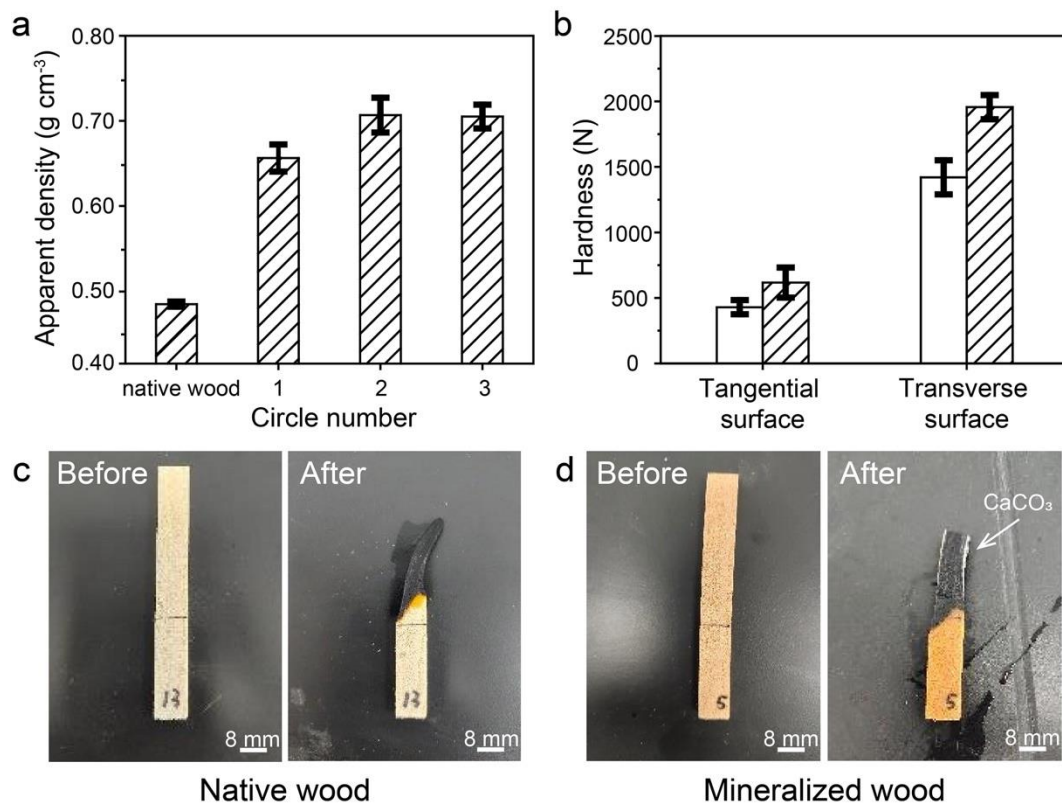 a
0.80
0.70
0.60
0.50
0.40
Apparent density (g cm⁻³)
native wood 1 2 3
Circle number
b
2500
2000
1500
1000
500
0
Hardness (N)
Tangential surface
Transverse surface
c
Before
13
8 mm
After
13
8 mm
Native wood
d
Before
5
8 mm
After
CaCO₃
5
8 mm
Mineralized wood